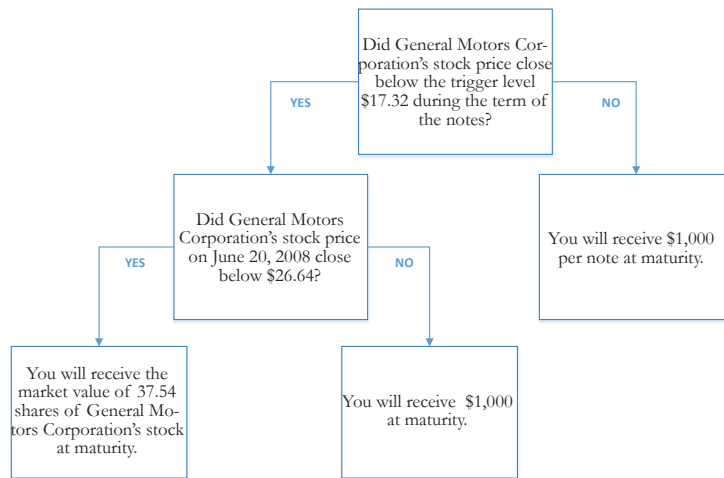 Did General Motors Cor-
poration's stock price close
below the trigger level
$17.32 during the term of
the notes?
YES
NO
Did General Motors
Corporation's stock price
on June 20, 2008 close
below $26.64?
You will receive $1,000
per note at maturity.
YES
NO
You will receive the
market value of 37.54
shares of General Mo-
tors Corporation's stock
at maturity.
You will receive $1,000
at maturity.